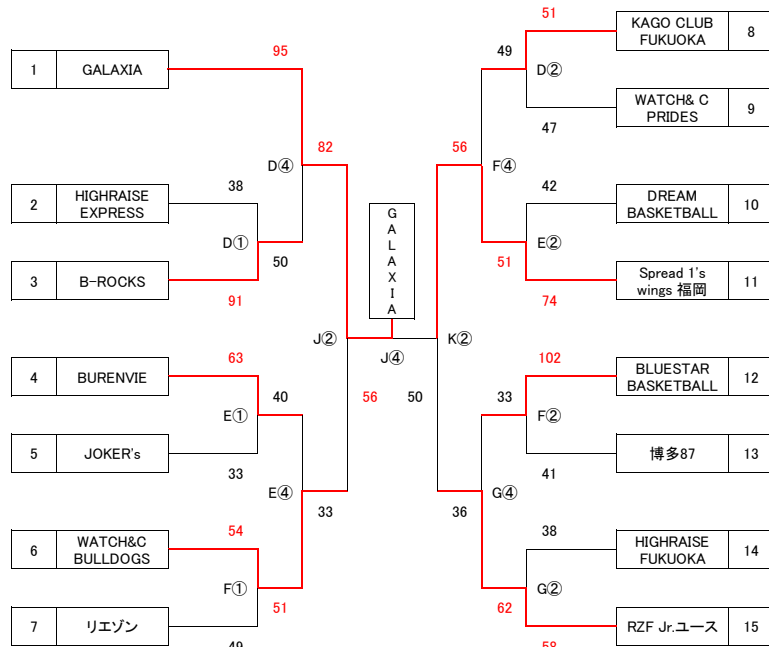 1 GALAXIA
2 HIGHRAISE
EXPRESS
3 B-ROCKS
4 BURENVIE
5 JOKER's
6 WATCH&C
BULLDOGS
7 リエゾン
95
38
91
63
33
54
49
D①
E①
F①
50
40
51
D④
E④
82
33
J②
56
GALAXIA
J④
50
K②
56
36
F④
G④
49
51
33
62
D②
E②
F②
G②
51
47
42
74
102
41
38
58
KAGO CLUB
FUKUOKA 8
WATCH& C
PRIDES 9
DREAM
BASKETBALL 10
Spread 1's
wings 福岡 11
BLUESTAR
BASKETBALL 12
博多87 13
HIGHRAISE
FUKUOKA 14
RZF Jr.ユース 15